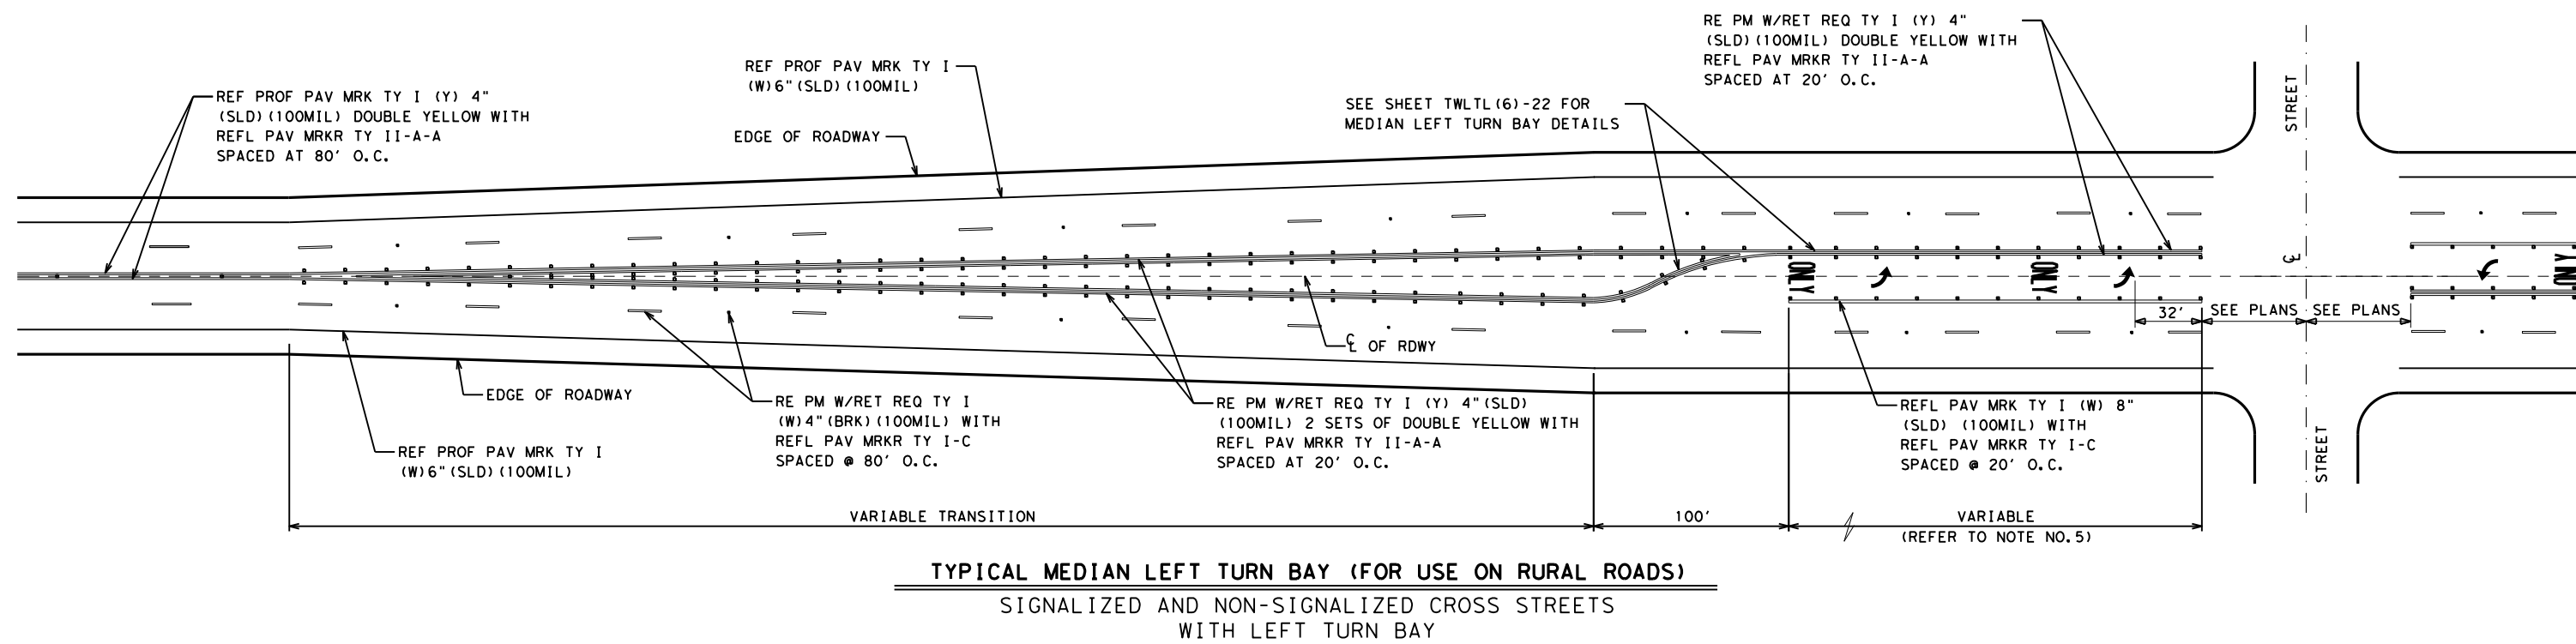 RE PM W/RET REQ TY I (Y) 4"
(SLD)(100MIL) DOUBLE YELLOW WITH
REFL PAV MRKR TY II-A-A
SPACED AT 20' O.C.
REF PROF PAV MRK TY I
(W)6"(SLD)(100MIL)
REF PROF PAV MRK TY I (Y) 4"
(SLD)(100MIL) DOUBLE YELLOW WITH
REFL PAV MRKR TY II-A-A
SPACED AT 80' O.C.
SEE SHEET TWLTL(6)-22 FOR
MEDIAN LEFT TURN BAY DETAILS
EDGE OF ROADWAY
STREET
℄
ONLY
ONLY
ONLY
32'
SEE PLANS
SEE PLANS
℄ OF RDWY
EDGE OF ROADWAY
REF PROF PAV MRK TY I
(W)6"(SLD)(100MIL)
RE PM W/RET REQ TY I
(W)4"(BRK)(100MIL) WITH
REFL PAV MRKR TY I-C
SPACED @ 80' O.C.
RE PM W/RET REQ TY I (Y) 4"(SLD)
(100MIL) 2 SETS OF DOUBLE YELLOW WITH
REFL PAV MRKR TY II-A-A
SPACED AT 20' O.C.
REFL PAV MRK TY I (W) 8"
(SLD) (100MIL) WITH
REFL PAV MRKR TY I-C
SPACED @ 20' O.C.
STREET
VARIABLE TRANSITION
100'
VARIABLE
(REFER TO NOTE NO.5)
TYPICAL MEDIAN LEFT TURN BAY (FOR USE ON RURAL ROADS)
SIGNALIZED AND NON-SIGNALIZED CROSS STREETS
WITH LEFT TURN BAY